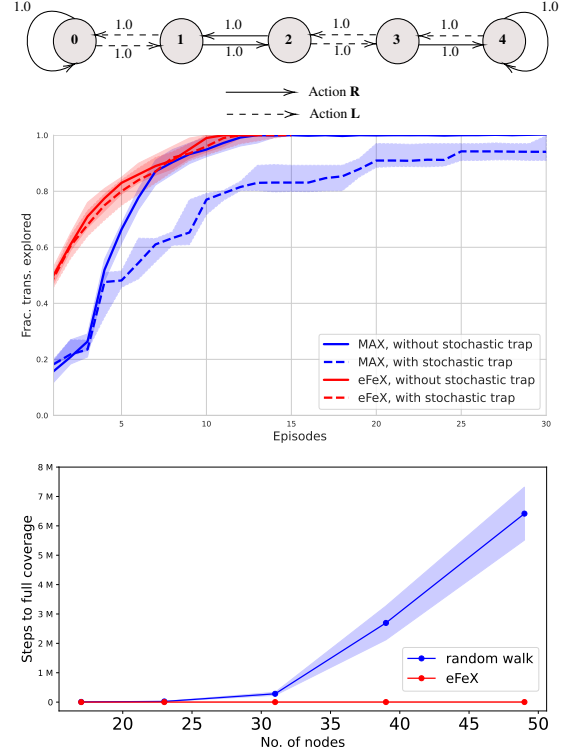 1.0 1.0
1.0 1.0 1.0 1.0
0 1 2 3 4
1.0 1.0 1.0 1.0
Action R
Action L
Frac. trans. explored
1.0
0.8
0.6
0.4
0.2
0.0
MAX, without stochastic trap
MAX, with stochastic trap
eFeX, without stochastic trap
eFeX, with stochastic trap
5 10 15 20 25 30
Episodes
Steps to full coverage
8 M
7 M
6 M
5 M
4 M
3 M
2 M
1 M
0
random walk
eFeX
20 25 30 35 40 45 50
No. of nodes